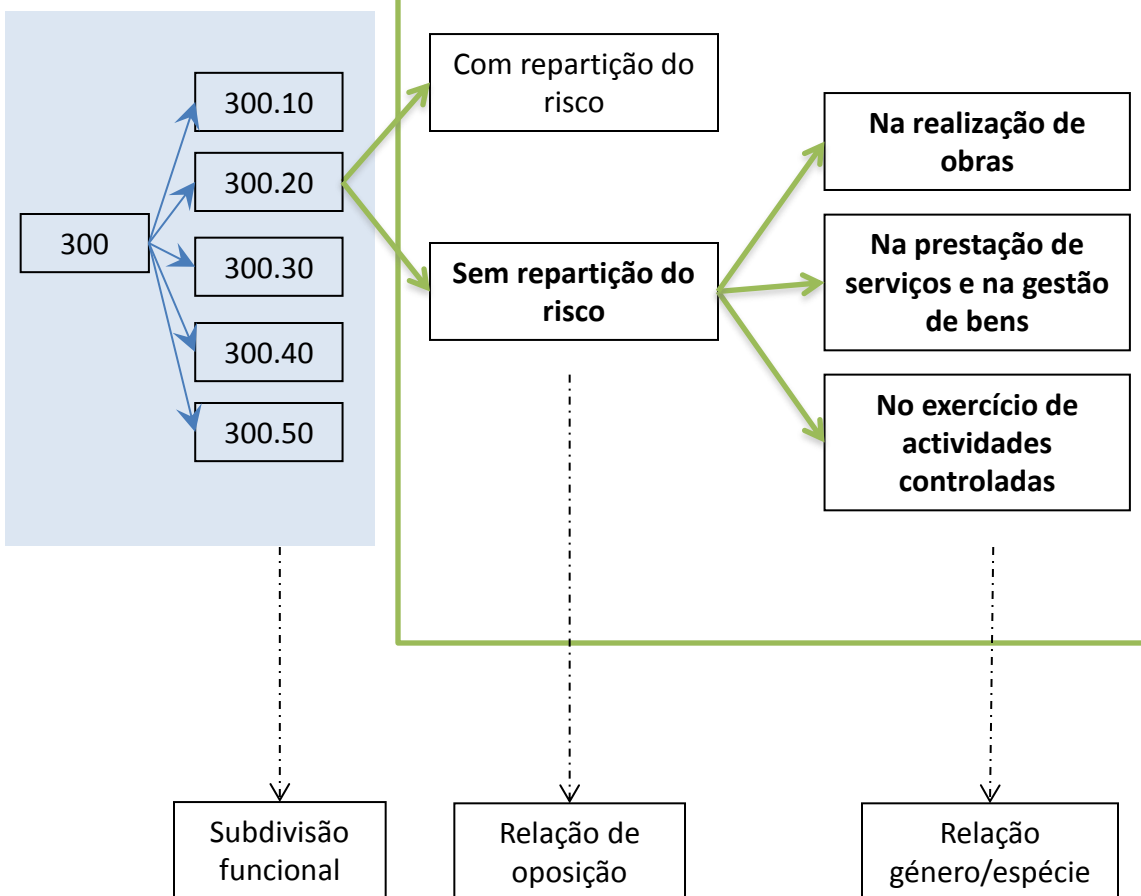 300
300.10
300.20
300.30
300.40
300.50
Com repartição do
risco
Sem repartição do
risco
Na realização de
obras
Na prestação de
serviços e na gestão
de bens
No exercício de
actividades
controladas
Subdivisão
funcional
Relação de
oposição
Relação
género/espécie